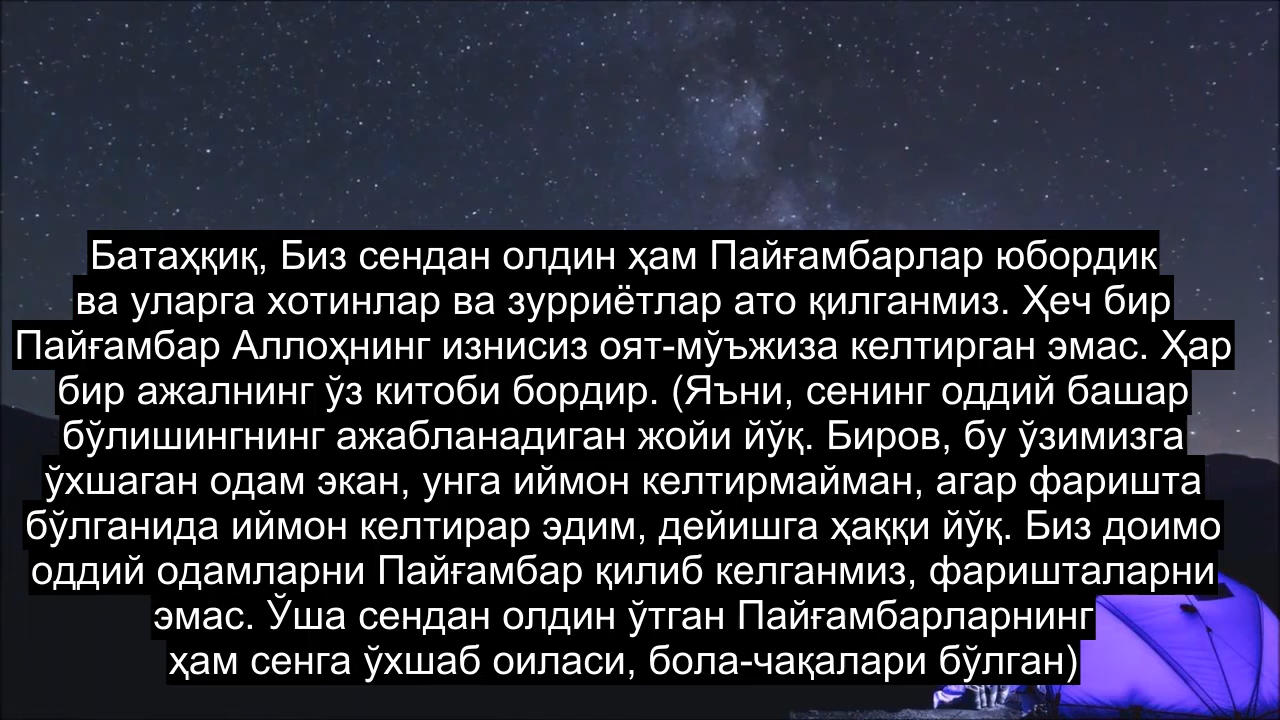 Батаҳқиқ, Биз сендан олдин ҳам Пайғамбарлар юбордик
ва уларга хотинлар ва зурриётлар ато қилганмиз. Ҳеч бир
Пайғамбар Аллоҳнинг изнисиз оят-мўъжиза келтирган эмас. Ҳар
бир ажалнинг ўз китоби бордир. (Яъни, сенинг оддий башар
бўлишингнинг ажабланадиган жойи йўқ. Биров, бу ўзимизга
ўхшаган одам экан, унга иймон келтирмайман, агар фаришта
бўлганида иймон келтирар эдим, дейишга ҳаққи йўқ. Биз доимо
оддий одамларни Пайғамбар қилиб келганмиз, фаришталарни
эмас. Ўша сендан олдин ўтган Пайғамбарларнинг
ҳам сенга ўхшаб оиласи, бола-чақалари бўлган)